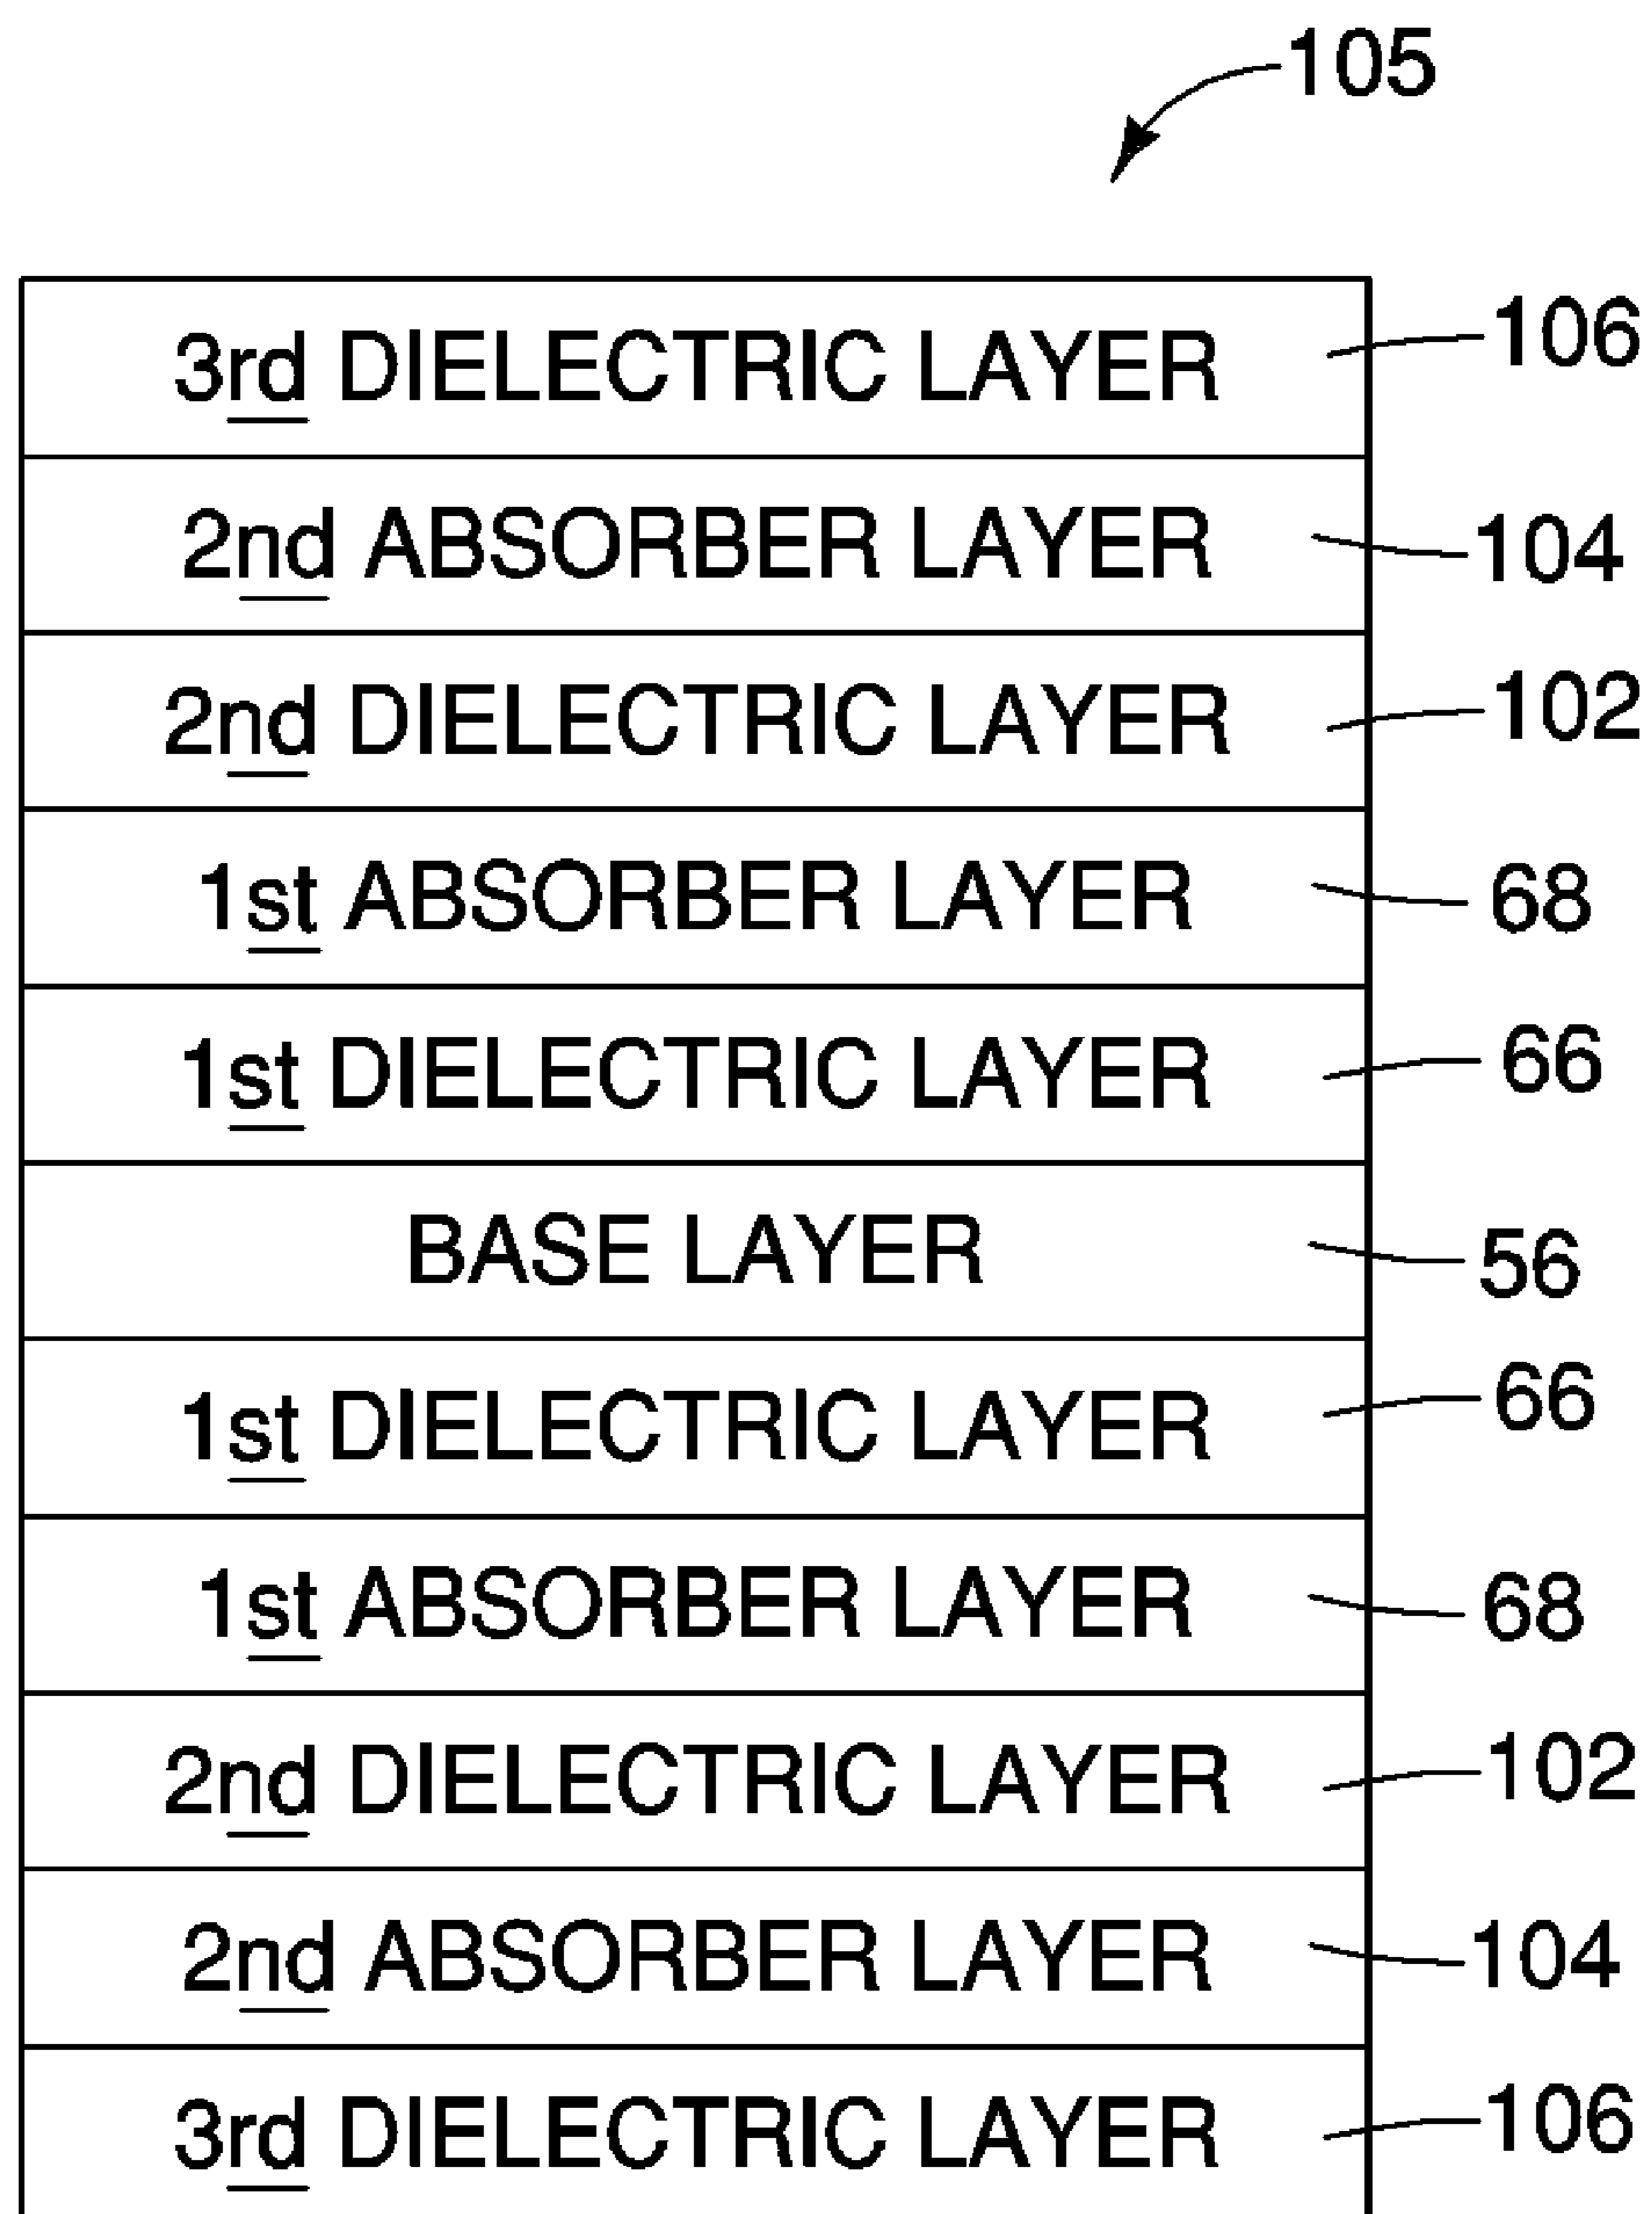 105
3rd DIELECTRIC LAYER 106
2nd ABSORBER LAYER 104
2nd DIELECTRIC LAYER 102
1st ABSORBER LAYER 68
1st DIELECTRIC LAYER 66
BASE LAYER 56
1st DIELECTRIC LAYER 66
1st ABSORBER LAYER 68
2nd DIELECTRIC LAYER 102
2nd ABSORBER LAYER 104
3rd DIELECTRIC LAYER 106